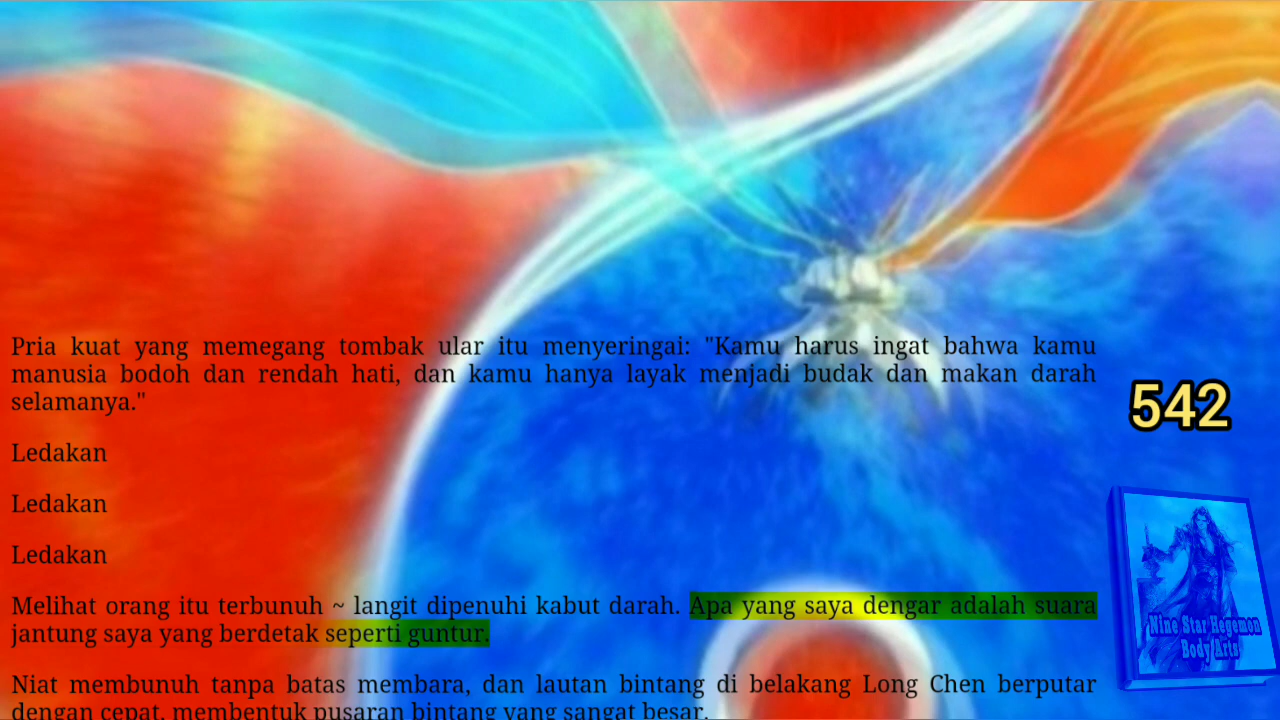 Pria kuat yang memegang tombak ular itu menyeringai: "Kamu harus ingat bahwa kamu
manusia bodoh dan rendah hati, dan kamu hanya layak menjadi budak dan makan darah
selamanya."
Ledakan
Ledakan
Ledakan
Melihat orang itu terbunuh ~ langit dipenuhi kabut darah. Apa yang saya dengar adalah suara
jantung saya yang berdetak seperti guntur.
Niat membunuh tanpa batas membara, dan lautan bintang di belakang Long Chen berputar
dengan cepat, membentuk pusaran bintang yang sangat besar.
542
Nine Star Hegemon
Body Arts